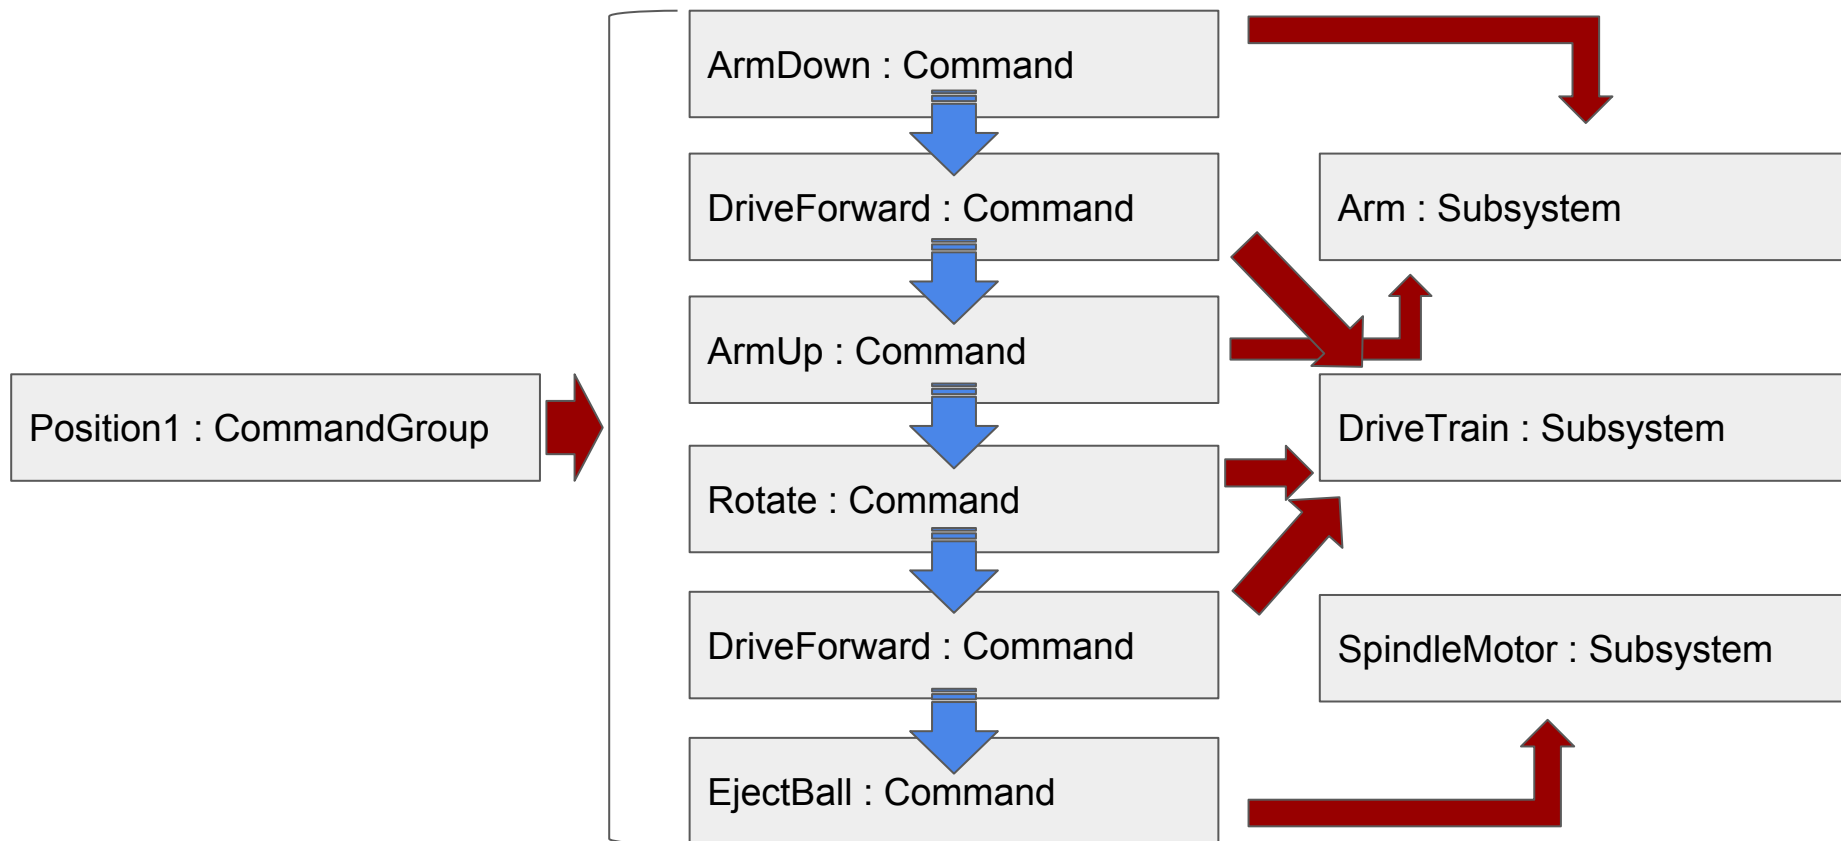 Position1 : CommandGroup
ArmDown : Command
DriveForward : Command
ArmUp : Command
Rotate : Command
DriveForward : Command
EjectBall : Command
Arm : Subsystem
DriveTrain : Subsystem
SpindleMotor : Subsystem